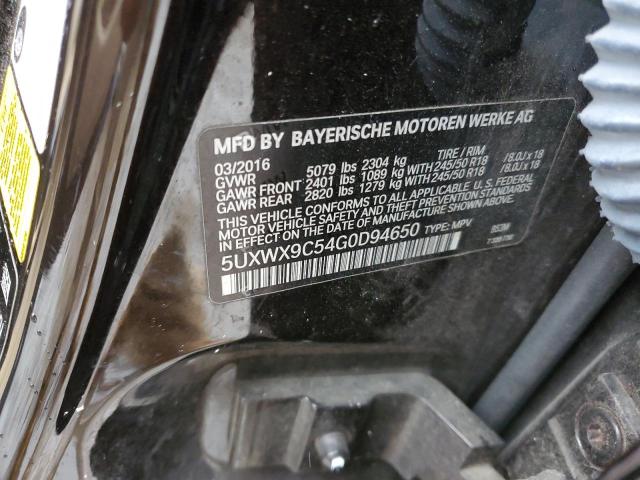 MFD BY BAYERISCHE MOTOREN WERKE AG
03/2016 TIRE / RIM
GVWR 5079 lbs 2304 kg
GAWR FRONT 2401 lbs 1089 kg WITH 245/50 R18 /8.0J x 18
GAWR REAR 2820 lbs 1279 kg WITH 245/50 R18 /8.0J x 18
THIS VEHICLE CONFORMS TO ALL APPLICABLE U.S. FEDERAL
MOTOR VEHICLE SAFETY AND THEFT PREVENTION STANDARDS
IN EFFECT ON THE DATE OF MANUFACTURE SHOWN ABOVE.
5UXWX9C54G0D94650 TYPE: MPV